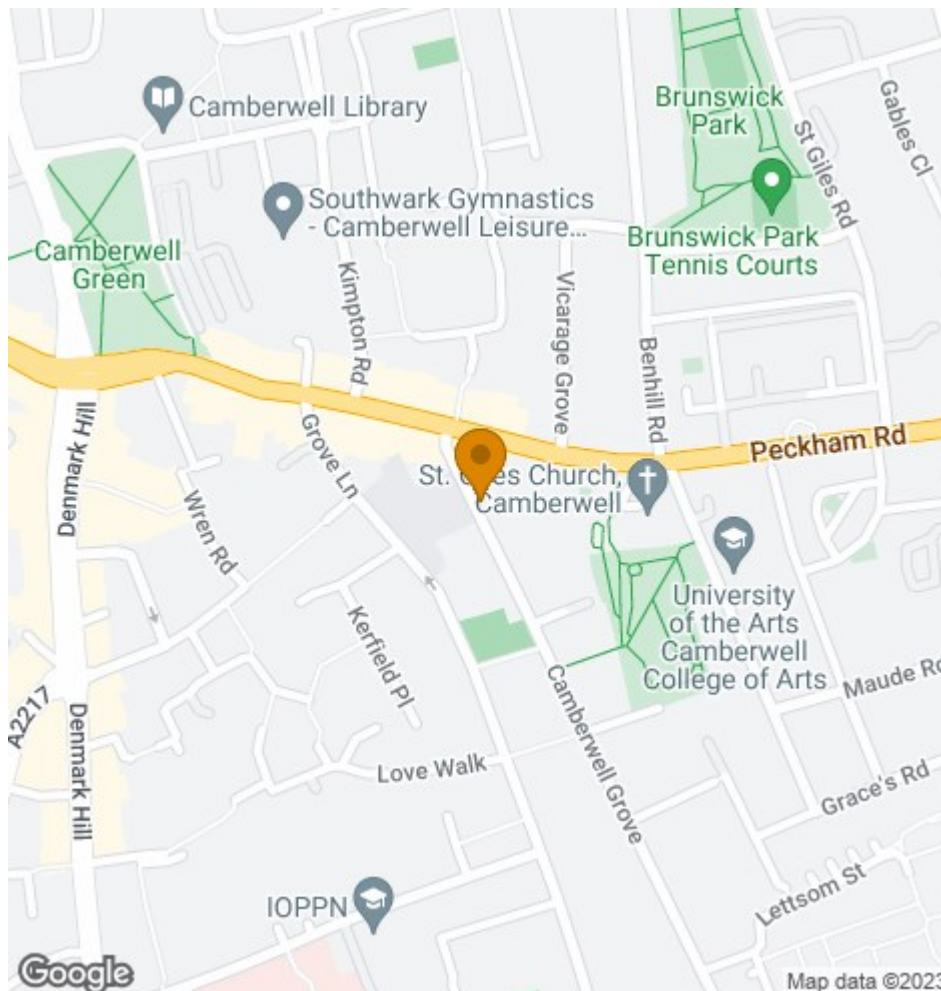 Camberwell Library
Brunswick
Park
Gables Cl
St Giles Rd
Southwark Gymnastics
- Camberwell Leisure...
Camberwell
Green
Brunswick Park
Tennis Courts
Kimpton Rd
Vicarage Grove
Benhill Rd
Denmark Hill
Grove Ln
Peckham Rd
St.
Church,
Camberwell
Wren Rd
University
of the Arts
Camberwell
College of Arts
Kerfield Pl
Maude Rd
A2217
Denmark Hill
Love Walk
Camberwell Grove
Grace's Rd
Lettsom St
IOPPN
Google
Map data ©2023